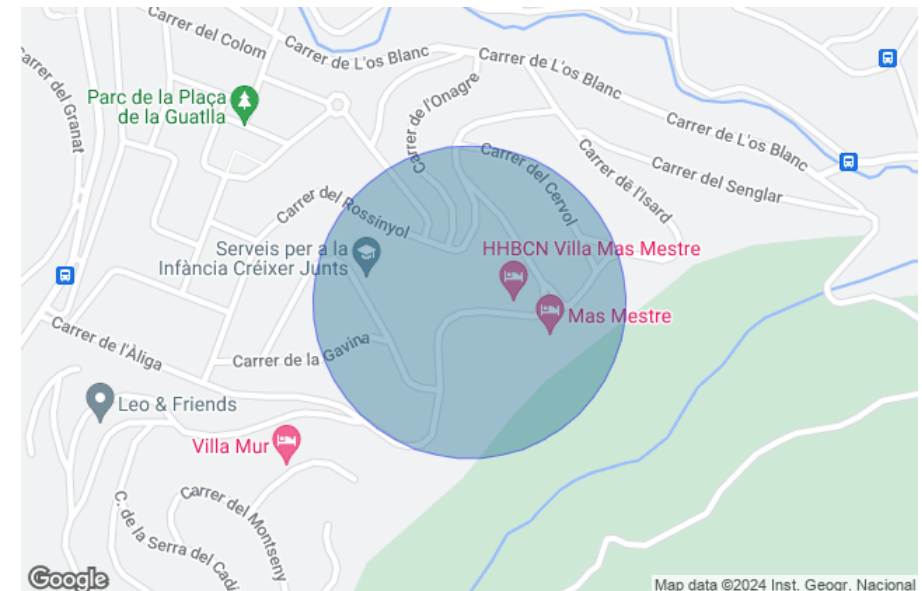 Carrer del Colom
Carrer de L'os Blanc
Carrer de L'os Blanc
Carrer de L'os Blanc
Carrer del Granat
Parc de la Plaça
de la Guatlla
Carrer de l'Onagre
Carrer del Cérvol
Carrer de l'Isard
Carrer del Senglar
Carrer del Rossinyol
Serveis per a la
Infància Créixer Junts
HHBCN Villa Mas Mestre
Mas Mestre
Carrer de l'Àliga
Carrer de la Gavina
Leo & Friends
Villa Mur
Carrer del Montseny
C. de la Serra del Cadí
Google
Map data ©2024 Inst. Geogr. Nacional